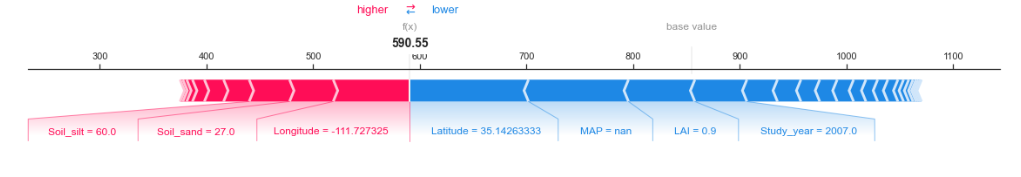 higher ⇄ lower
f(x) base value
590.55
300 400 500 600 700 800 900 1000 1100
Soil_silt = 60.0 Soil_sand = 27.0 Longitude = -111.727325 Latitude = 35.14263333 MAP = nan LAI = 0.9 Study_year = 2007.0